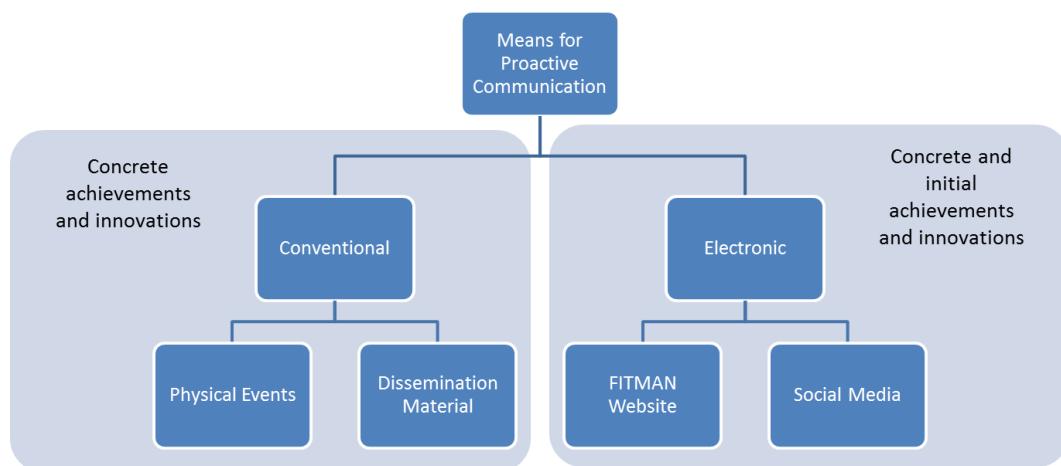 Means for
Proactive
Communication
Concrete
achievements
and innovations
Concrete and
initial
achievements
and innovations
Conventional
Electronic
Physical Events
Dissemination
Material
FITMAN
Website
Social Media